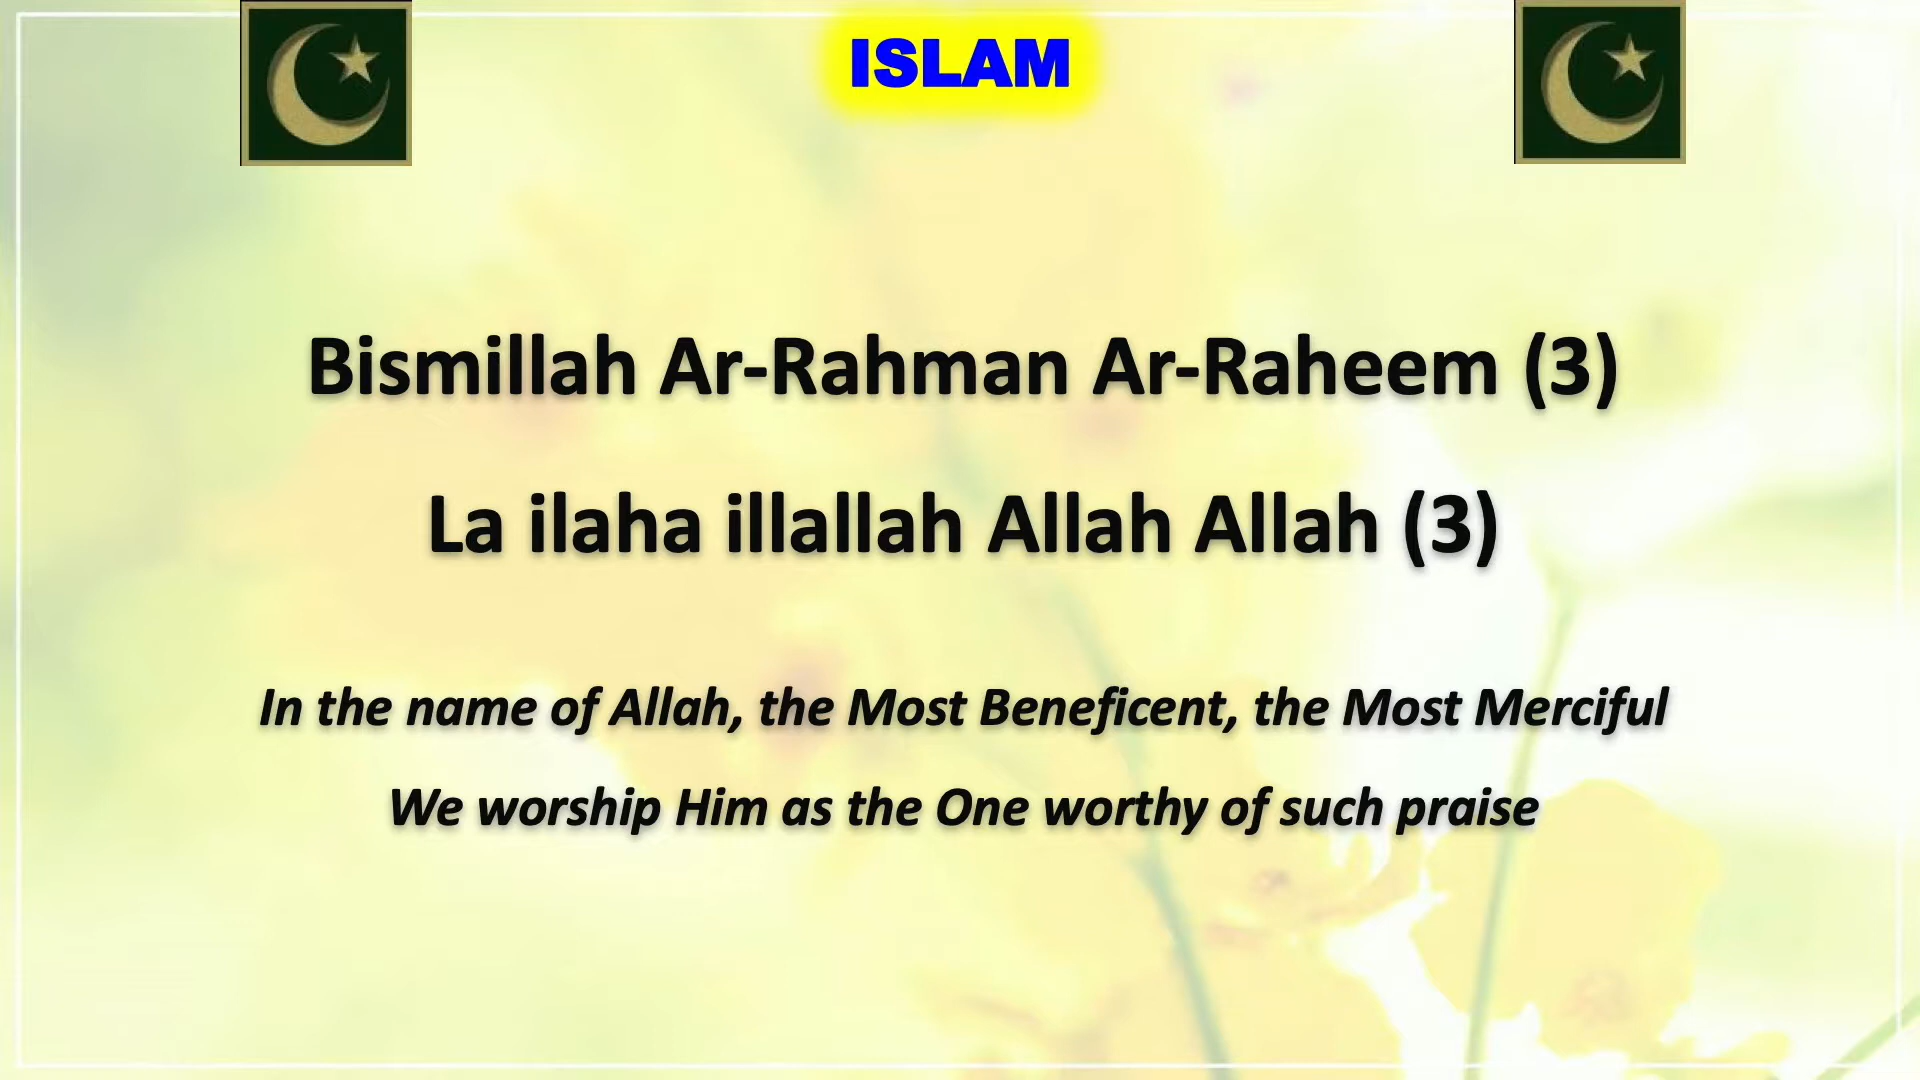 ISLAM
Bismillah Ar-Rahman Ar-Raheem (3)
La ilaha illallah Allah Allah (3)
In the name of Allah, the Most Beneficent, the Most Merciful
We worship Him as the One worthy of such praise